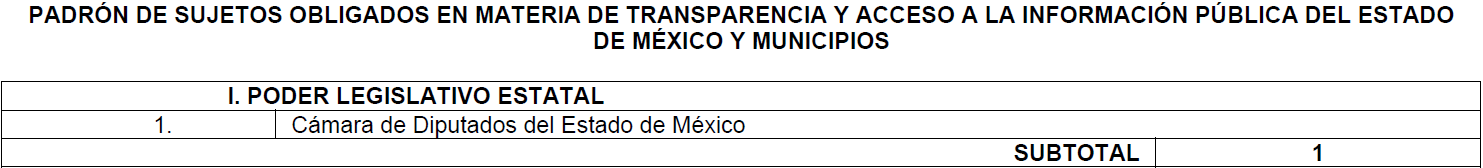 PADRÓN DE SUJETOS OBLIGADOS EN MATERIA DE TRANSPARENCIA Y ACCESO A LA INFORMACIÓN PÚBLICA DEL ESTADO
DE MÉXICO Y MUNICIPIOS
I. PODER LEGISLATIVO ESTATAL
1. Cámara de Diputados del Estado de México
SUBTOTAL 1